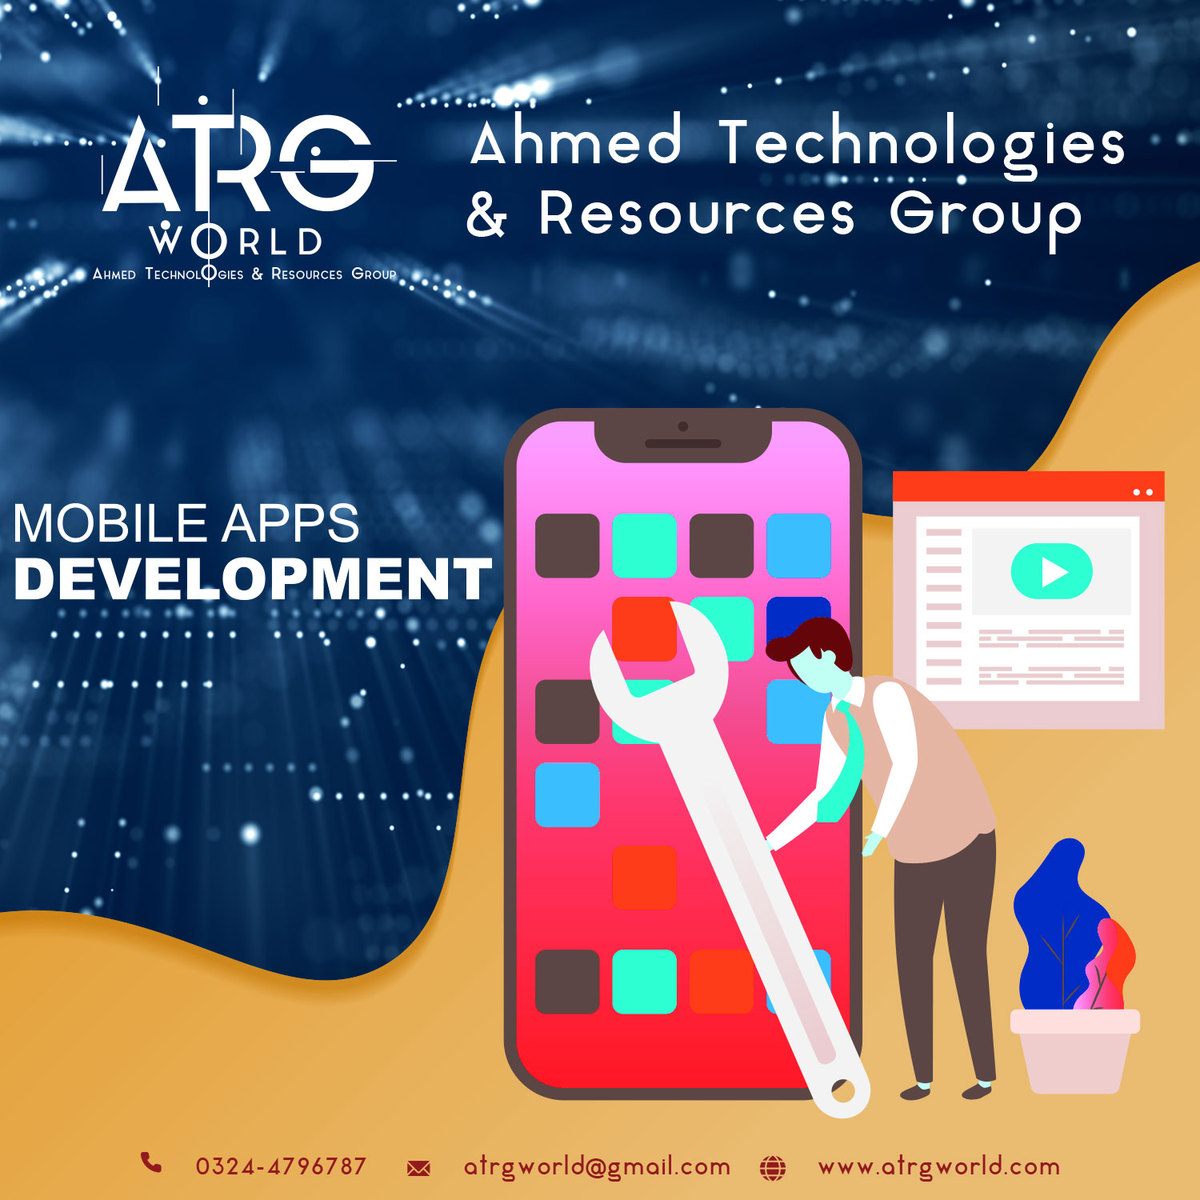 ATRG
WORLD
AHMED TECHNOLOGIES & RESOURCES GROUP
Ahmed Technologies
& Resources Group
MOBILE APPS
DEVELOPMENT
0324-4796787 atrgworld@gmail.com www.atrgworld.com